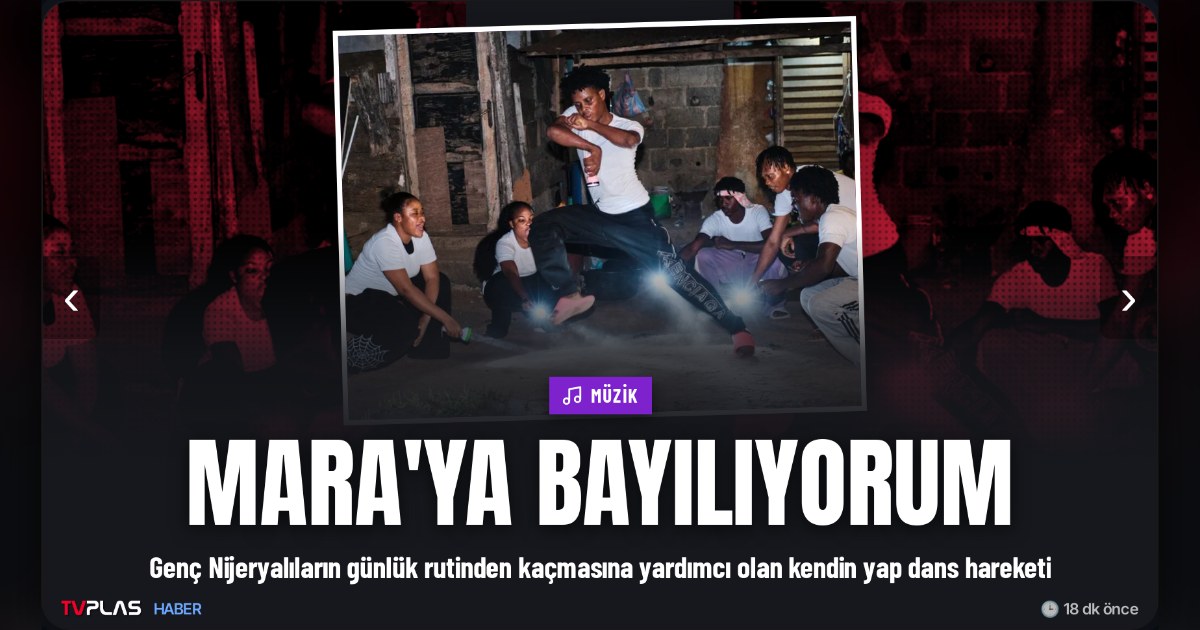 MÜZİK
MARA'YA BAYILIYORUM
Genç Nijeryalıların günlük rutinden kaçmasına yardımcı olan kendin yap dans hareketi
TVPLAS HABER
18 dk önce